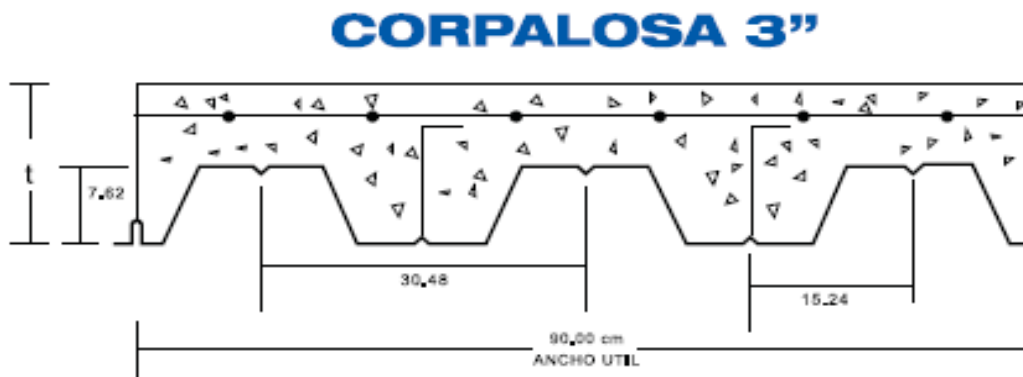 CORPALOSA 3”
t
7.62
30.48
15.24
90.00 cm
ANCHO UTIL